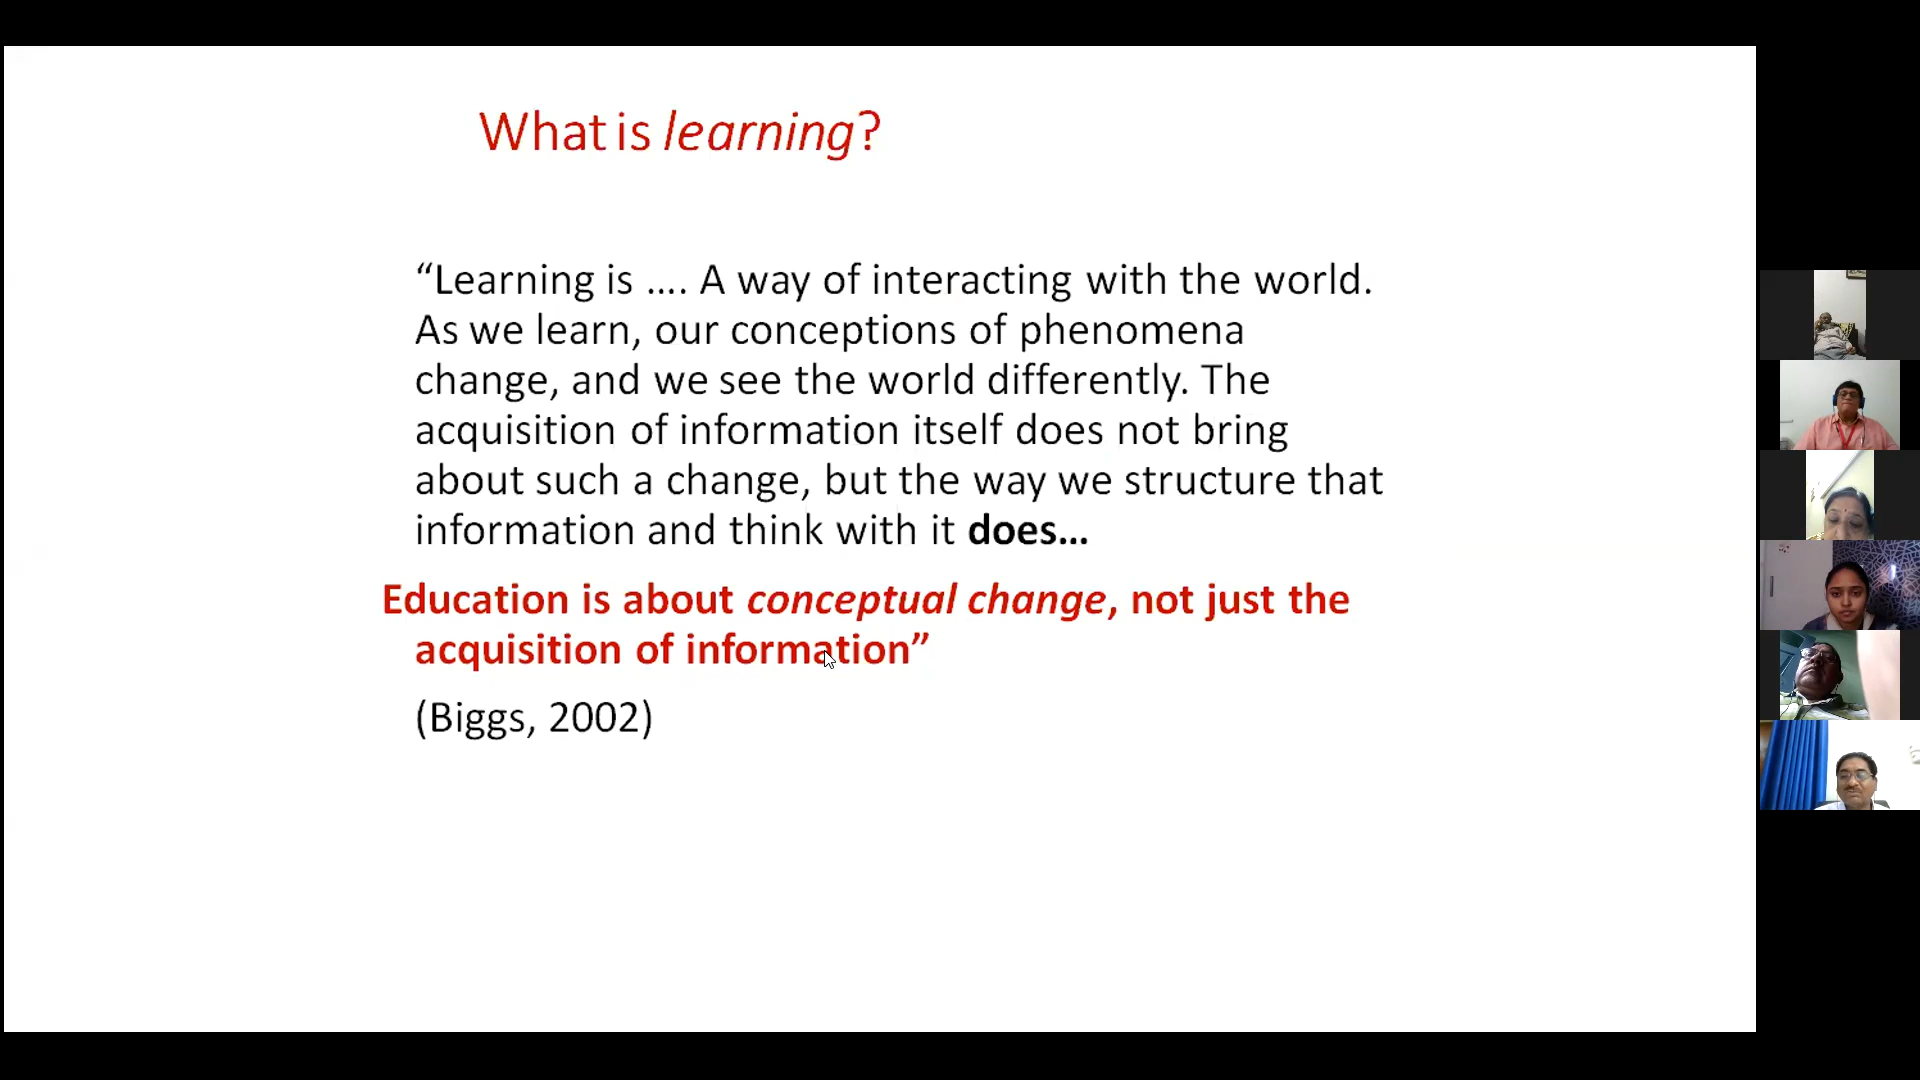 What is learning?
“Learning is .... A way of interacting with the world.
As we learn, our conceptions of phenomena
change, and we see the world differently. The
acquisition of information itself does not bring
about such a change, but the way we structure that
information and think with it does...
Education is about conceptual change, not just the
acquisition of information”
(Biggs, 2002)